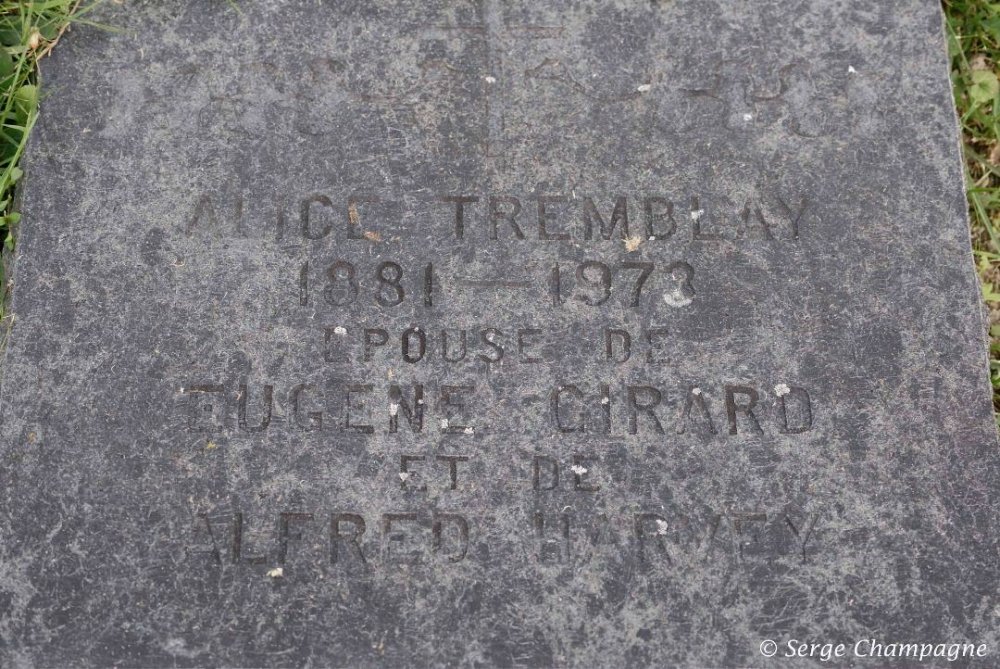 ALICE TREMBLAY
1881 — 1973
EPOUSE DE
EUGENE GIRARD
ET DE
ALFRED HARVEY
© Serge Champagne